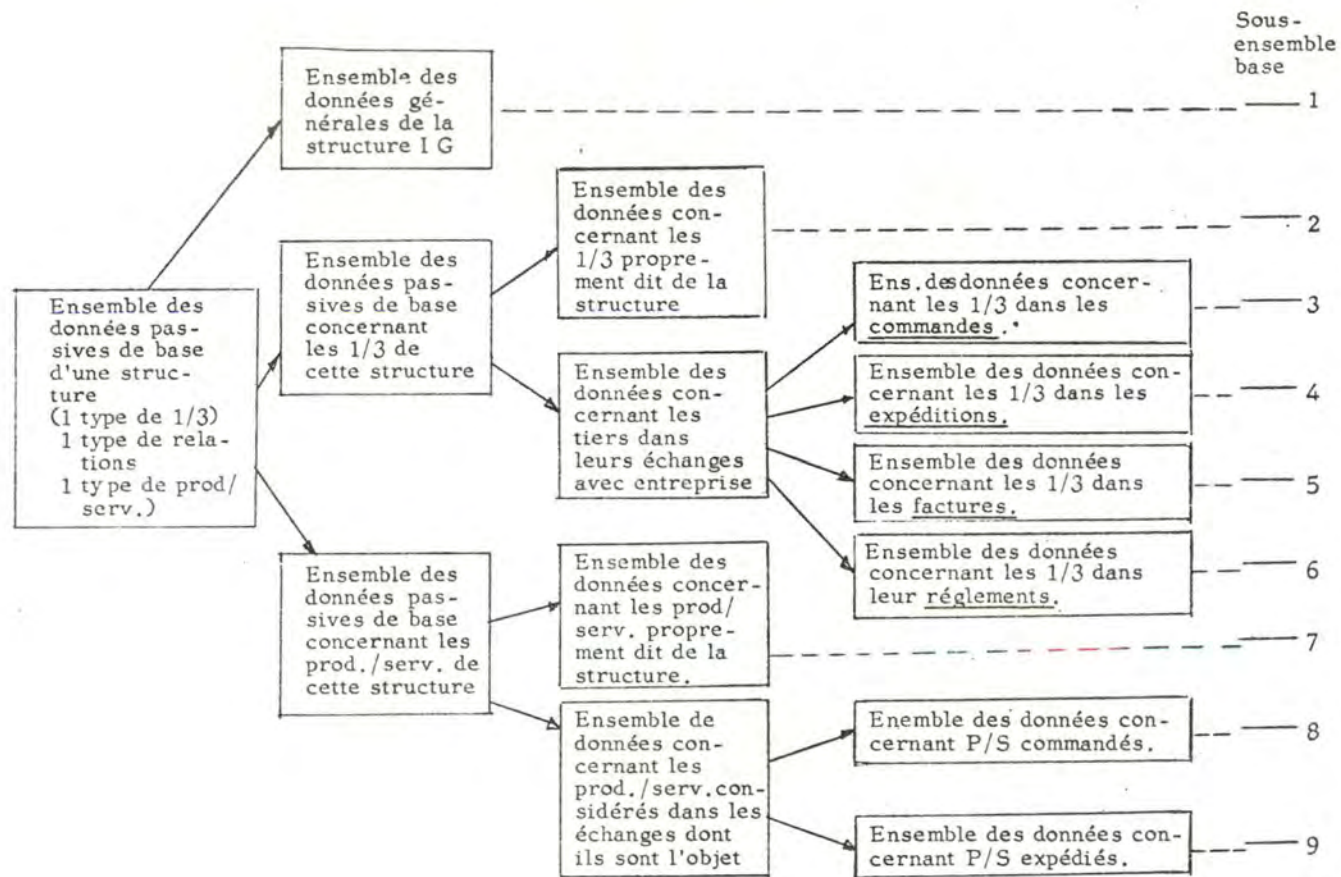 Sous-
ensemble
base
Ensemble des
données gé-
nérales de la
structure I G
1
Ensemble des
données con-
cernant les
1/3 propre-
ment dit de la
structure
2
Ensemble des
données pas-
sives de base
concernant
les 1/3 de
cette structure
Ensemble des
données pas-
sives de base
d'une struc-
ture
(1 type de 1/3)
1 type de rela-
tions
1 type de prod/
serv.)
Ens. des données concer-
nant les 1/3 dans les
commandes.
3
Ensemble des
données con-
cernant les
tiers dans
leurs échanges
avec entreprise
Ensemble des données con-
cernant les 1/3 dans les
expéditions.
4
Ensemble des données
concernant les 1/3 dans
les factures.
5
Ensemble des données
concernant les 1/3 dans
leur réglements.
6
Ensemble des
données pas-
sives de base
concernant les
prod./serv. de
cette structure
Ensemble des
données concer-
nant les prod/
serv. propre-
ment dit de la
structure.
7
Ensemble de
données con-
cernant les
prod./serv.con-
sidérés dans les
échanges dont
ils sont l'objet
Enemble des données con-
cernant P/S commandés.
8
Ensemble des données con-
cernant P/S expédiés.
9